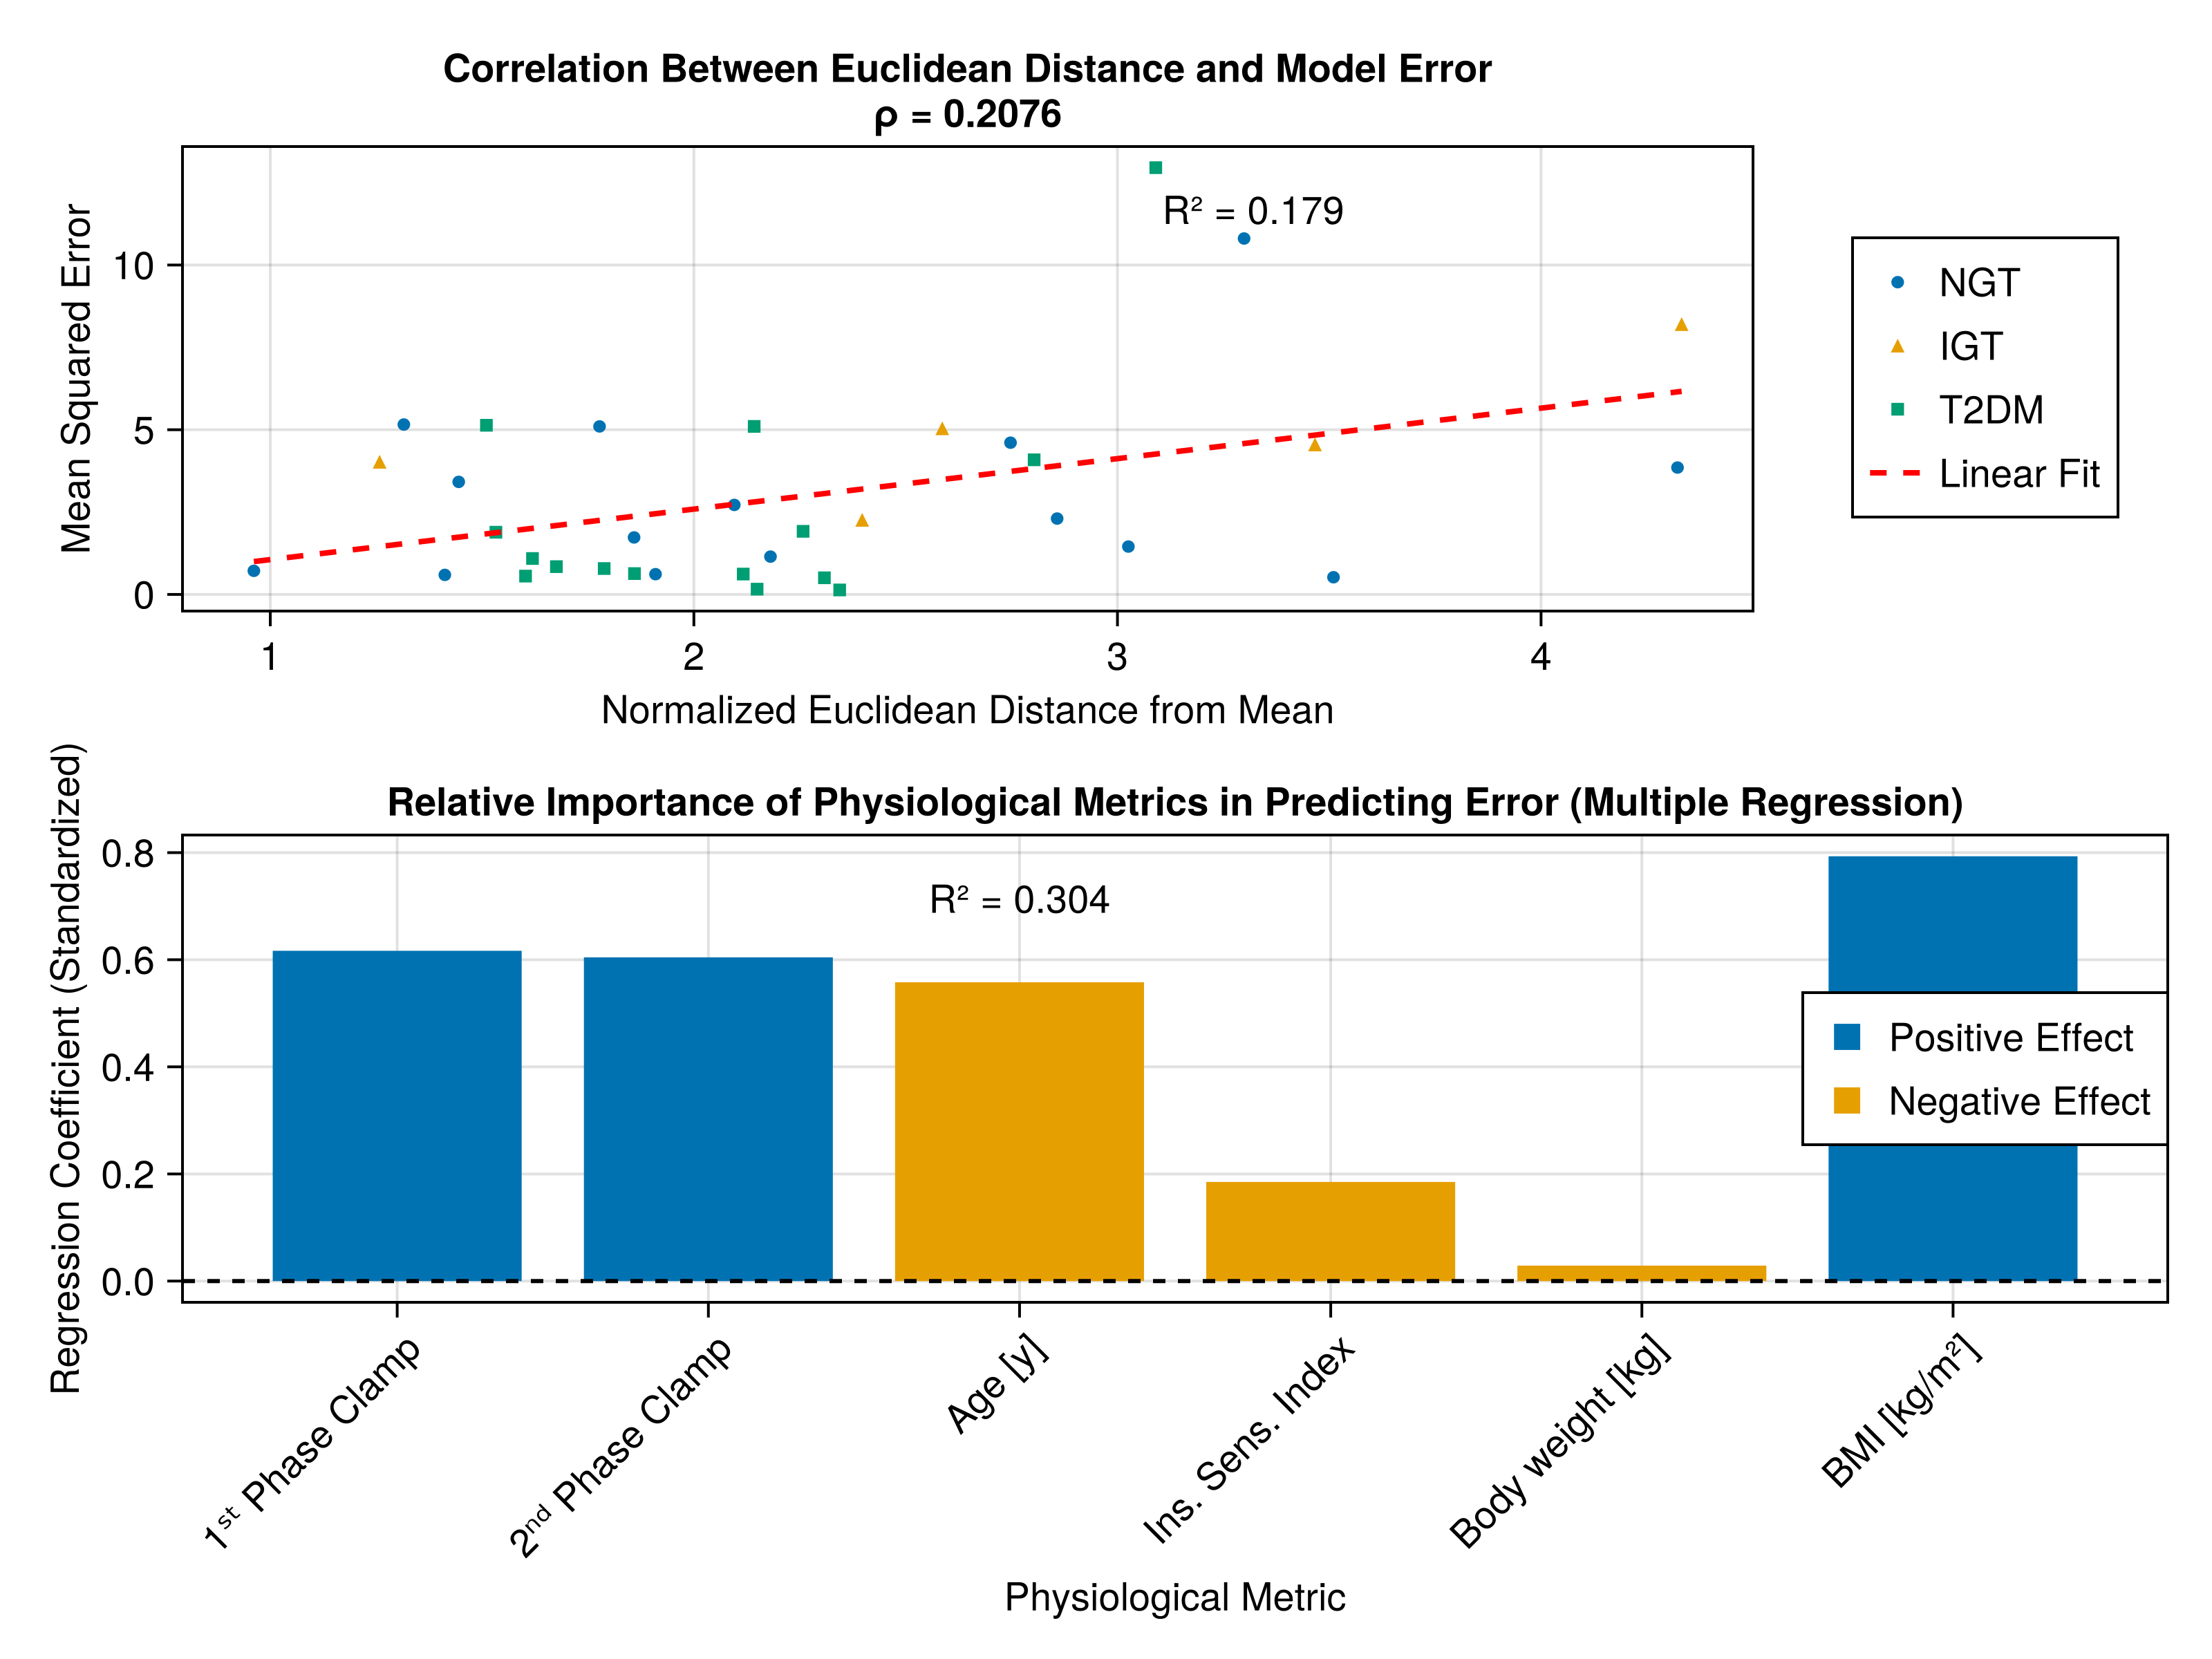 Correlation Between Euclidean Distance and Model Error
ρ = 0.2076
Mean Squared Error
10
5
0
R² = 0.179
1
2
3
4
Normalized Euclidean Distance from Mean
NGT
IGT
T2DM
Linear Fit
Relative Importance of Physiological Metrics in Predicting Error (Multiple Regression)
Regression Coefficient (Standardized)
0.8
0.6
0.4
0.2
0.0
R² = 0.304
Positive Effect
Negative Effect
1ˢᵗ Phase Clamp
2ⁿᵈ Phase Clamp
Age [y]
Ins. Sens. Index
Body weight [kg]
BMI [kg/m²]
Physiological Metric